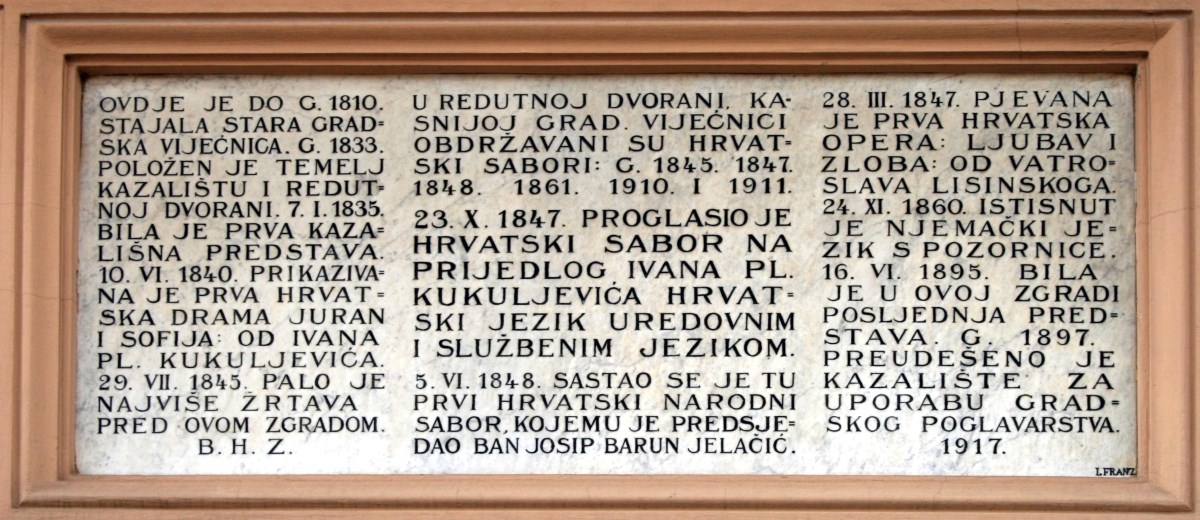 OVDJE JE DO G. 1810.
STAJALA STARA GRAD=
SKA VIJEĆNICA. G. 1833.
POLOŽEN JE TEMELJ
KAZALIŠTU I REDUT=
NOJ DVORANI. 7. I. 1835.
BILA JE PRVA KAZA=
LIŠNA PREDSTAVA.
10. VI. 1840. PRIKAZIVA=
NA JE PRVA HRVAT=
SKA DRAMA JURAN
I SOFIJA: OD IVANA
PL. KUKULJEVIĆA.
29. VII. 1845. PALO JE
NAJVIŠE ŽRTAVA
PRED OVOM ZGRADOM.
B. H. Z.
U REDUTNOJ DVORANI, KA=
SNIJOJ GRAD. VIJEĆNICI
OBDRŽAVANI SU HRVAT=
SKI SABORI: G. 1845. 1847.
1848. 1861. 1910. I 1911.
23. X. 1847. PROGLASIO JE
HRVATSKI SABOR NA
PRIJEDLOG IVANA PL.
KUKULJEVIĆA HRVAT=
SKI JEZIK UREDOVNIM
I SLUŽBENIM JEZIKOM.
5. VI. 1848. SASTAO SE JE TU
PRVI HRVATSKI NARODNI
SABOR, KOJEMU JE PREDSJE=
DAO BAN JOSIP BARUN JELAČIĆ.
28. III. 1847. PJEVANA
JE PRVA HRVATSKA
OPERA: LJUBAV I
ZLOBA: OD VATRO=
SLAVA LISINSKOGA.
24. XI. 1860. ISTISNUT
JE NJEMAČKI JE=
ZIK S POZORNICE.
16. VI. 1895. BILA
JE U OVOJ ZGRADI
POSLJEDNJA PRED=
STAVA. G. 1897.
PREUDEŠENO JE
KAZALIŠTE ZA
UPORABU GRAD=
SKOG POGLAVARSTVA.
1917.
I. FRANZ